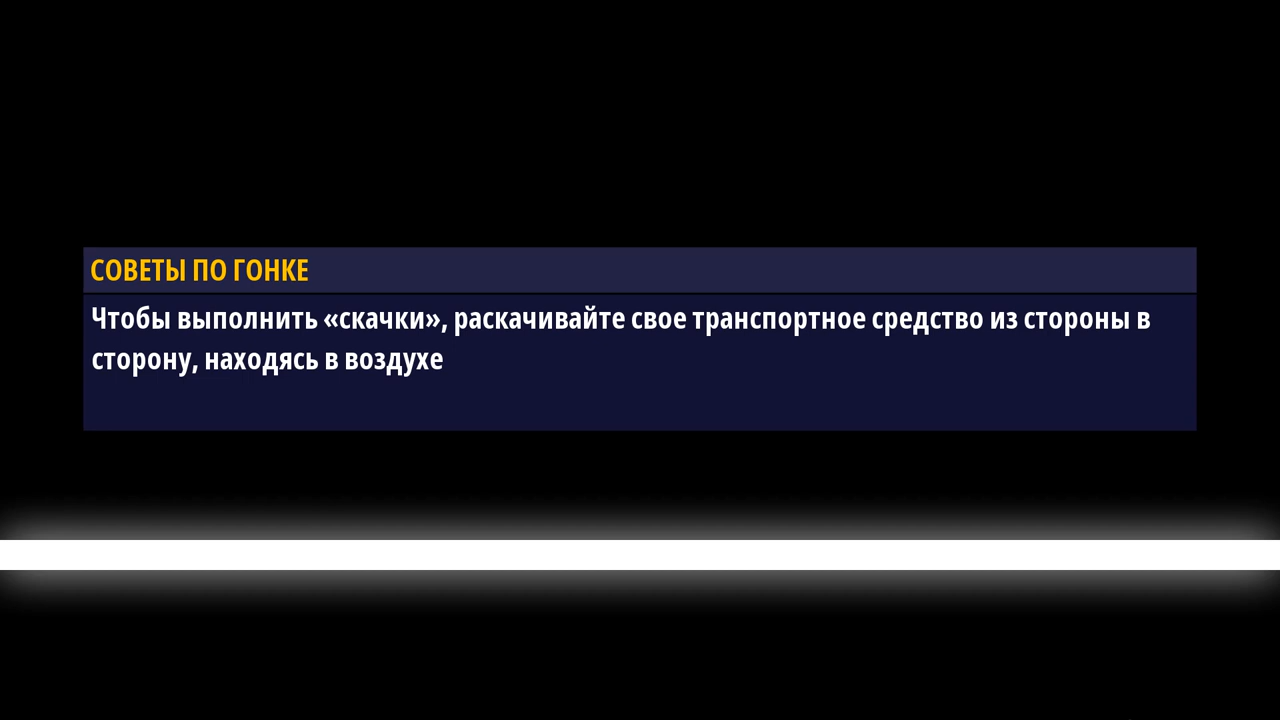 СОВЕТЫ ПО ГОНКЕ
Чтобы выполнить «скачки», раскачивайте свое транспортное средство из стороны в
сторону, находясь в воздухе